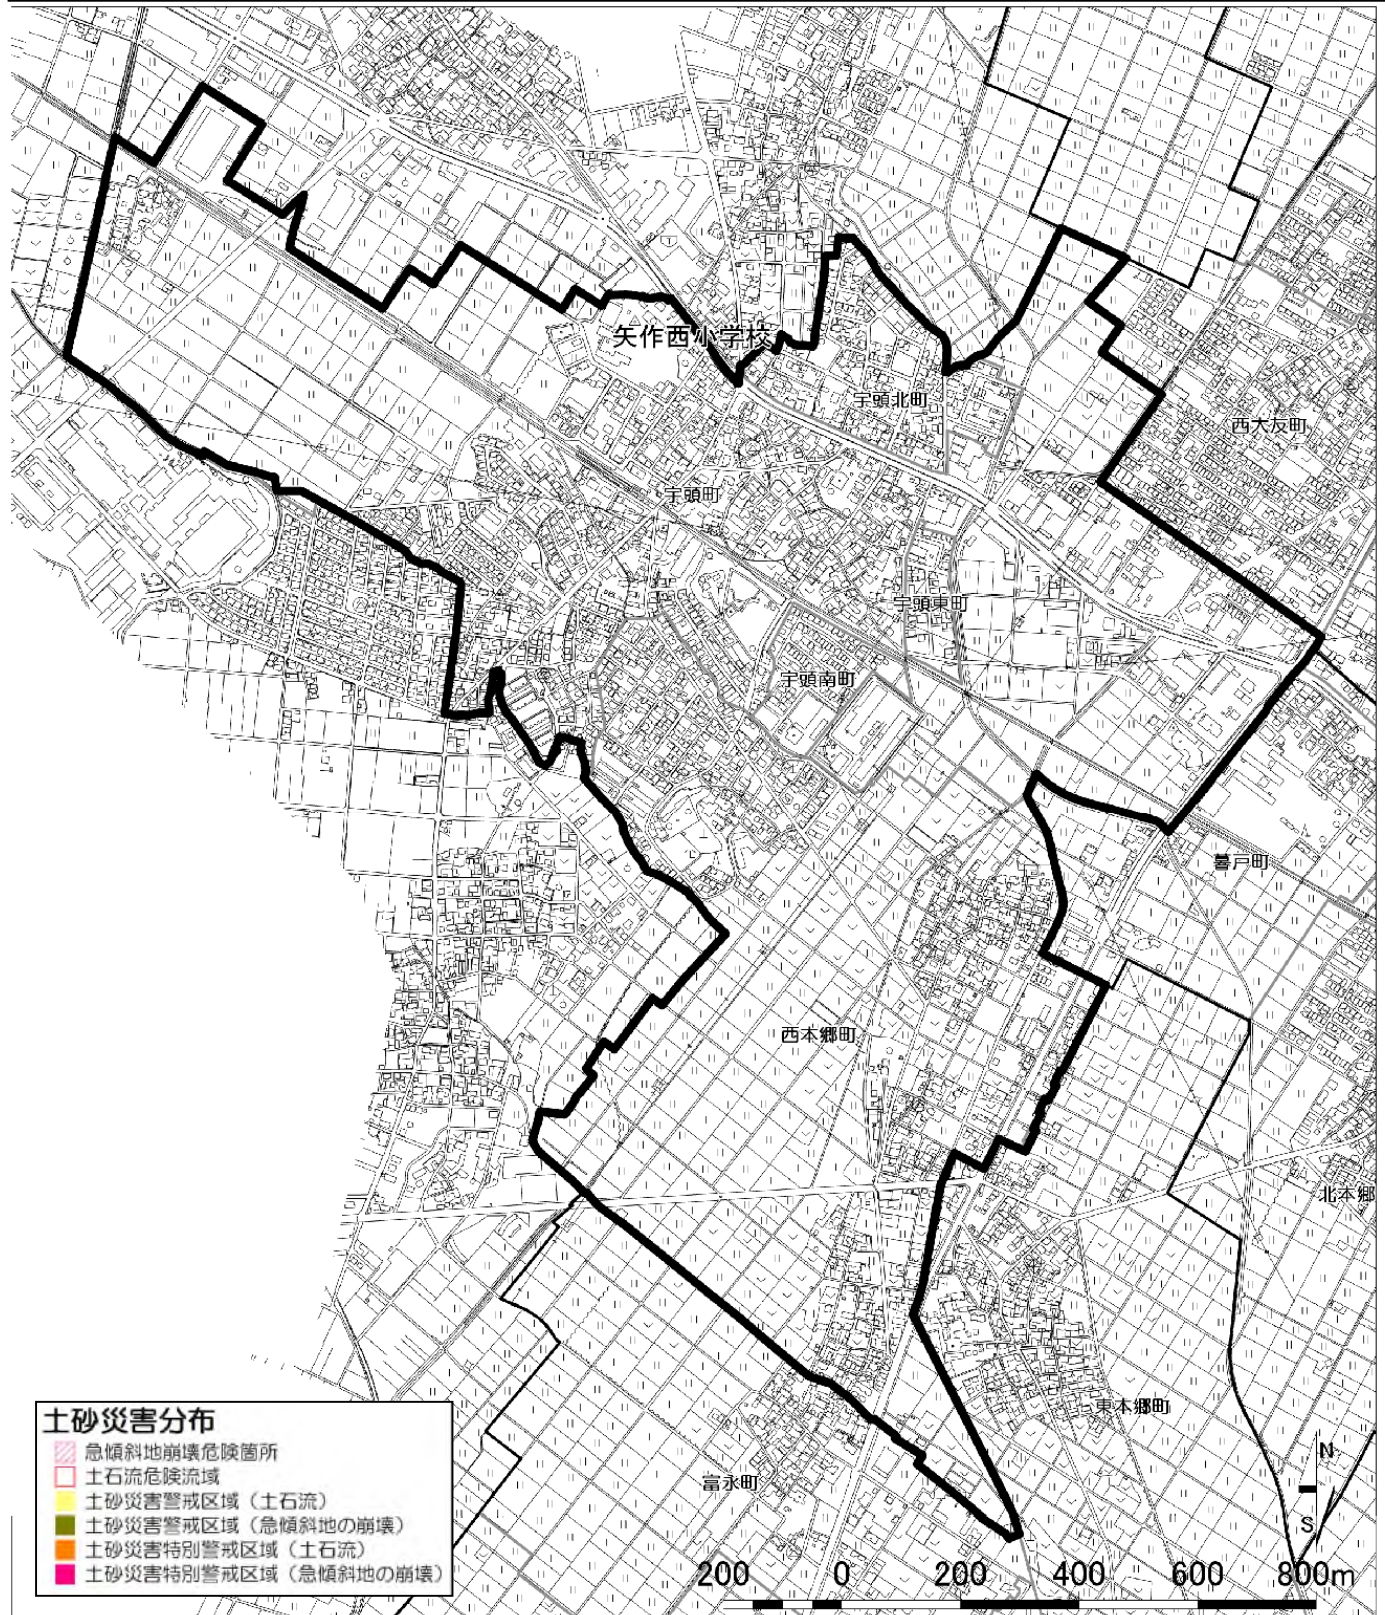 矢作西小学校
宇頭北町
西大友町
宇頭町
宇頭東町
宇頭南町
暮戸町
西本郷町
北本郷
東本郷町
富永町
土砂災害分布
急傾斜地崩壊危険箇所
土石流危険流域
土砂災害警戒区域（土石流）
土砂災害警戒区域（急傾斜地の崩壊）
土砂災害特別警戒区域（土石流）
土砂災害特別警戒区域（急傾斜地の崩壊）
N
S
200 0 200 400 600 800m